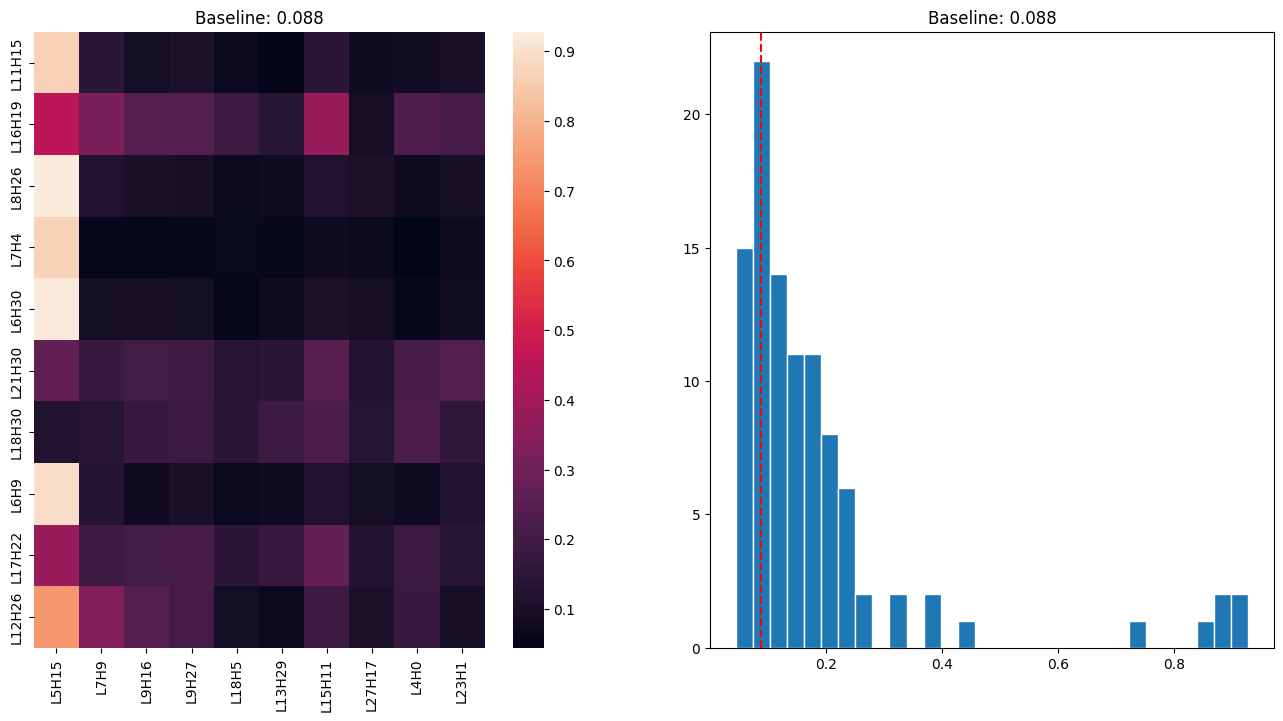 Baseline: 0.088
L11H15
L16H19
L8H26
L7H4
L6H30
L21H30
L18H30
L6H9
L17H22
L12H26
L5H15
L7H9
L9H16
L9H27
L18H5
L13H29
L15H11
L27H17
L4H0
L23H1
0.9
0.8
0.7
0.6
0.5
0.4
0.3
0.2
0.1
Baseline: 0.088
20
15
10
5
0
0.2 0.4 0.6 0.8